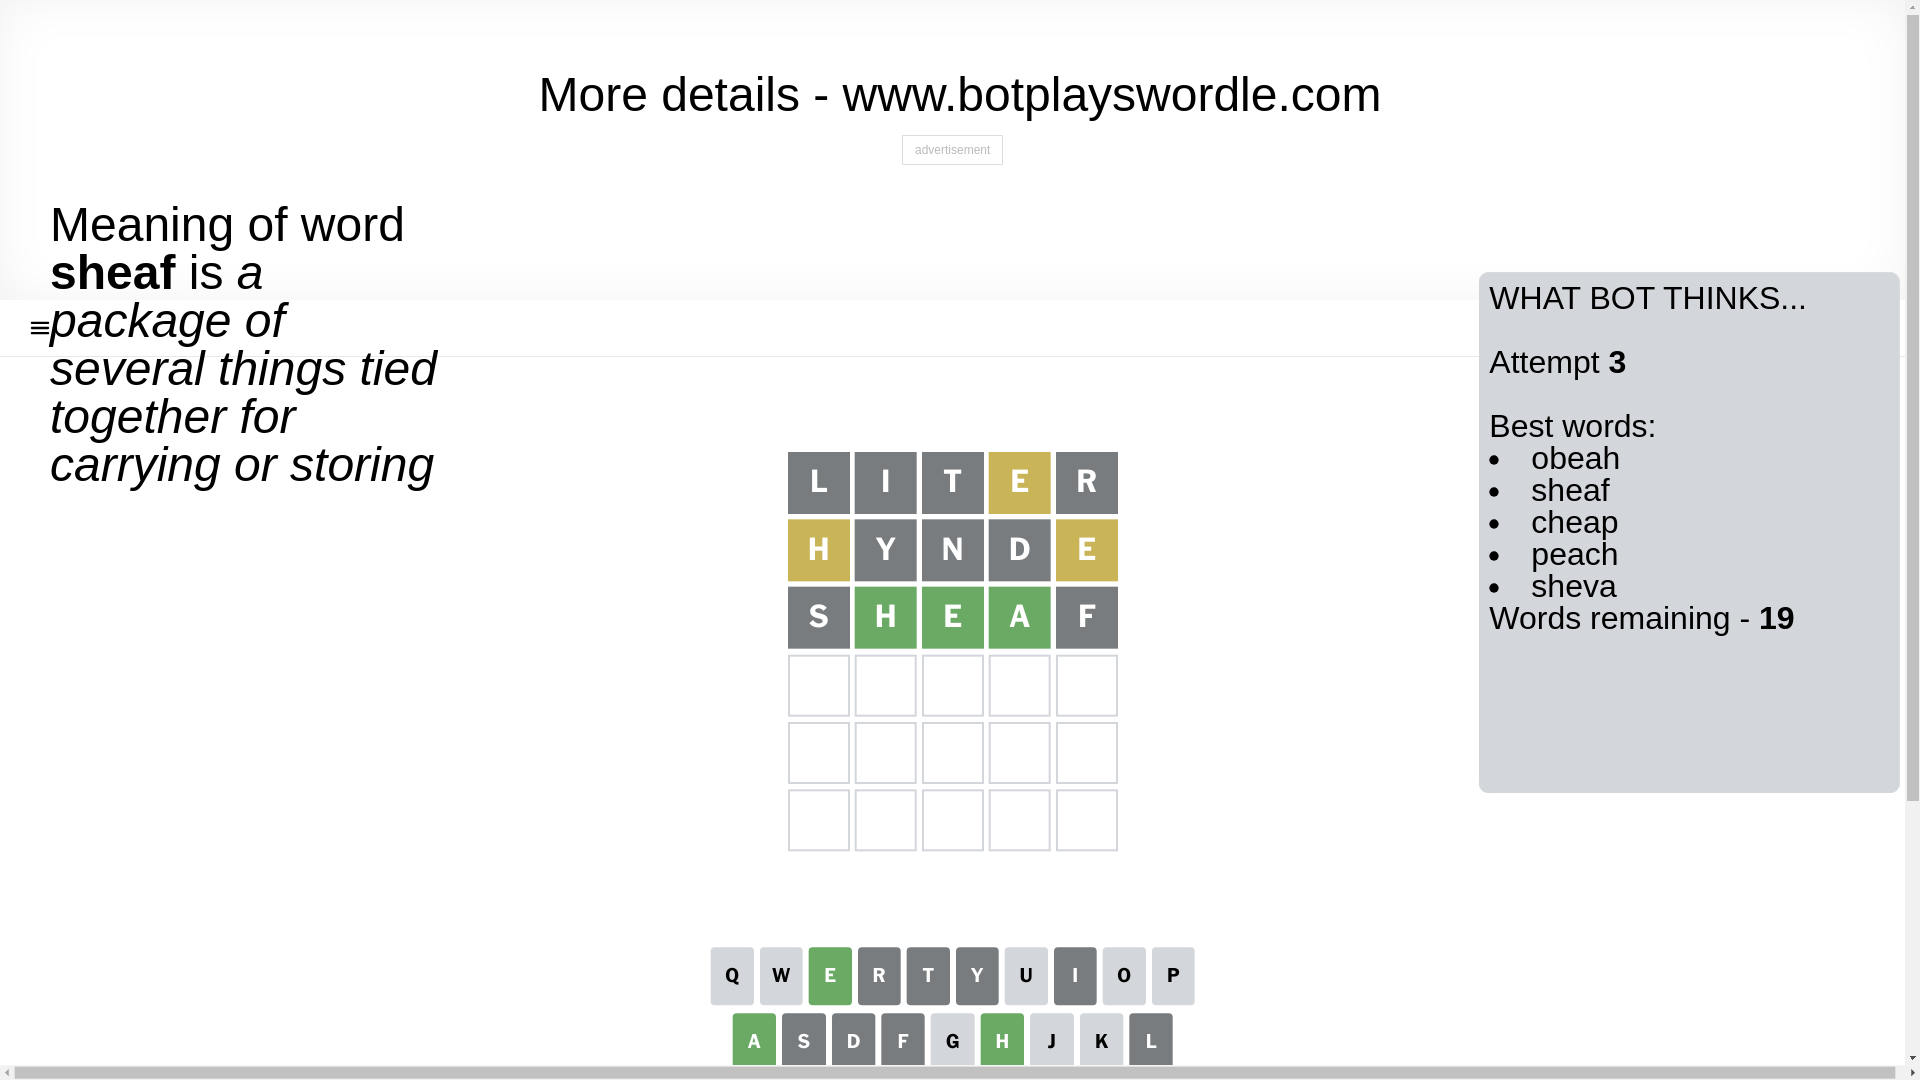 More details - www.botplayswordle.com
advertisement
Meaning of word
sheaf is a
package of
several things tied
together for
carrying or storing
WHAT BOT THINKS...
Attempt 3
Best words:
• obeah
• sheaf
• cheap
• peach
• sheva
Words remaining - 19
L I T E R
H Y N D E
S H E A F
Q W E R T Y U I O P
A S D F G H J K L